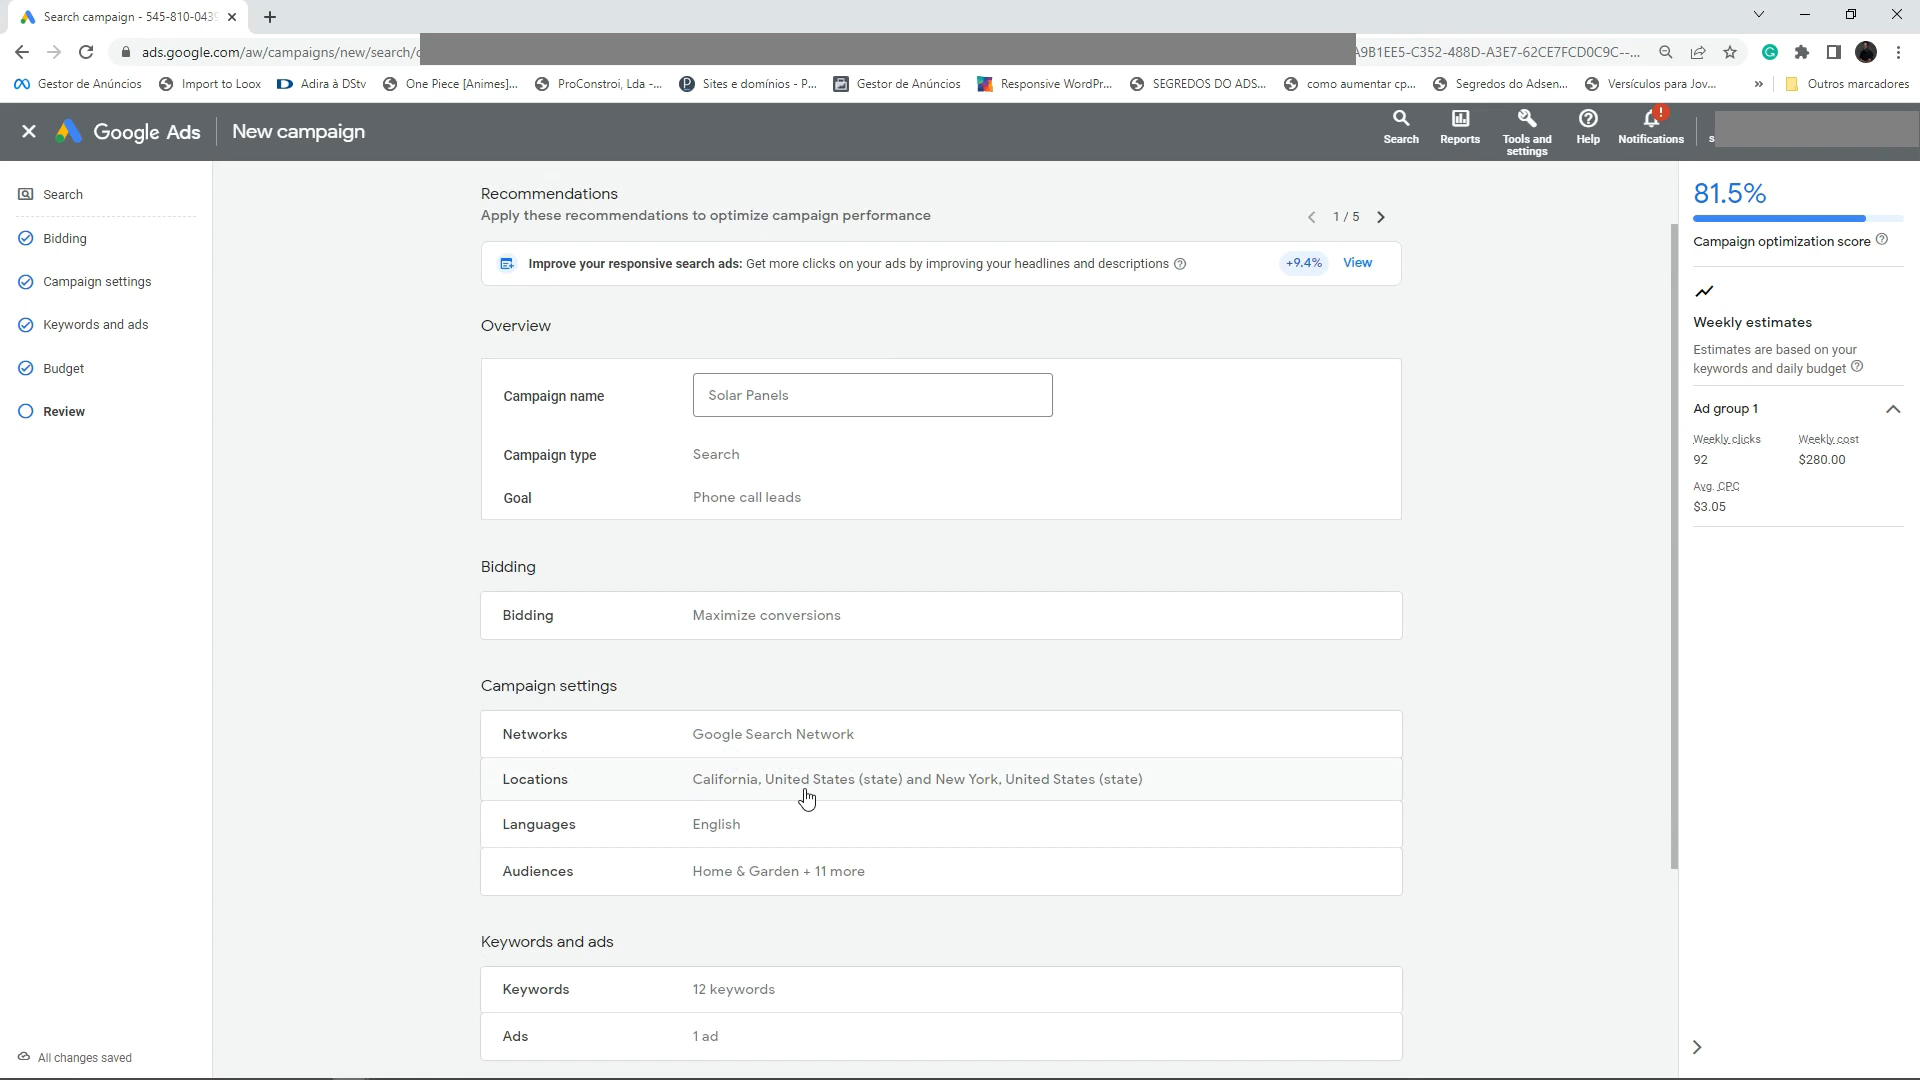 Search campaign - 545-810-0439
ads.google.com/aw/campaigns/new/search/c
A9B1EE5-C352-488D-A3E7-62CE7FCD0C9C--...
Gestor de Anúncios
Import to Loox
Adira à DStv
One Piece [Animes]...
ProConstroi, Lda -...
Sites e domínios - P...
Gestor de Anúncios
Responsive WordPr...
SEGREDOS DO ADS...
como aumentar cp...
Segredos do Adsen...
Versículos para Jov...
»
Outros marcadores
Google Ads
New campaign
Search
Reports
Tools and
settings
Help
Notifications
!
s
Search
Bidding
Campaign settings
Keywords and ads
Budget
Review
All changes saved
Recommendations
Apply these recommendations to optimize campaign performance
1 / 5
Improve your responsive search ads: Get more clicks on your ads by improving your headlines and descriptions
+9.4%
View
Overview
Campaign name
Solar Panels
Campaign type
Search
Goal
Phone call leads
Bidding
Bidding
Maximize conversions
Campaign settings
Networks
Google Search Network
Locations
California, United States (state) and New York, United States (state)
Languages
English
Audiences
Home & Garden + 11 more
Keywords and ads
Keywords
12 keywords
Ads
1 ad
81.5%
Campaign optimization score
Weekly estimates
Estimates are based on your
keywords and daily budget
Ad group 1
Weekly clicks
Weekly cost
92
$280.00
Avg. CPC
$3.05